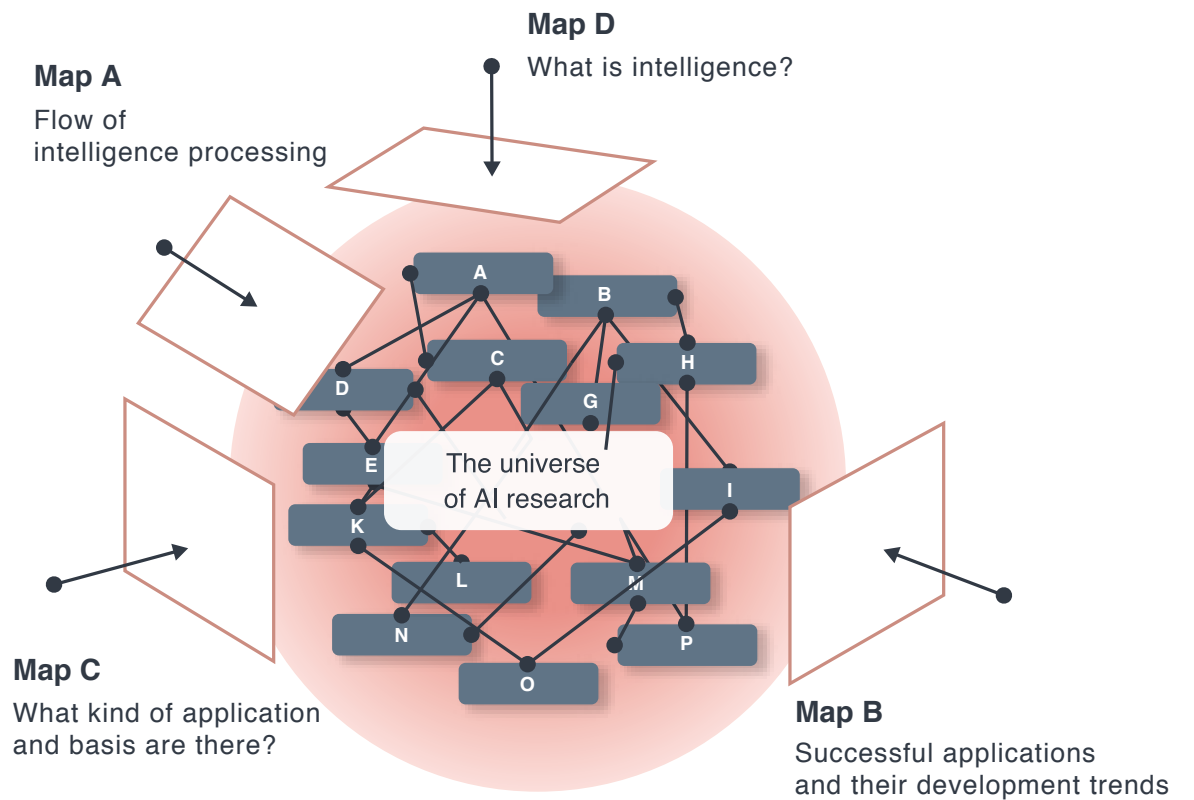 Map D
What is intelligence?
Map A
Flow of
intelligence processing
A
B
C
H
D
G
E
The universe
of AI research
I
K
L
M
N
P
O
Map C
What kind of application
and basis are there?
Map B
Successful applications
and their development trends